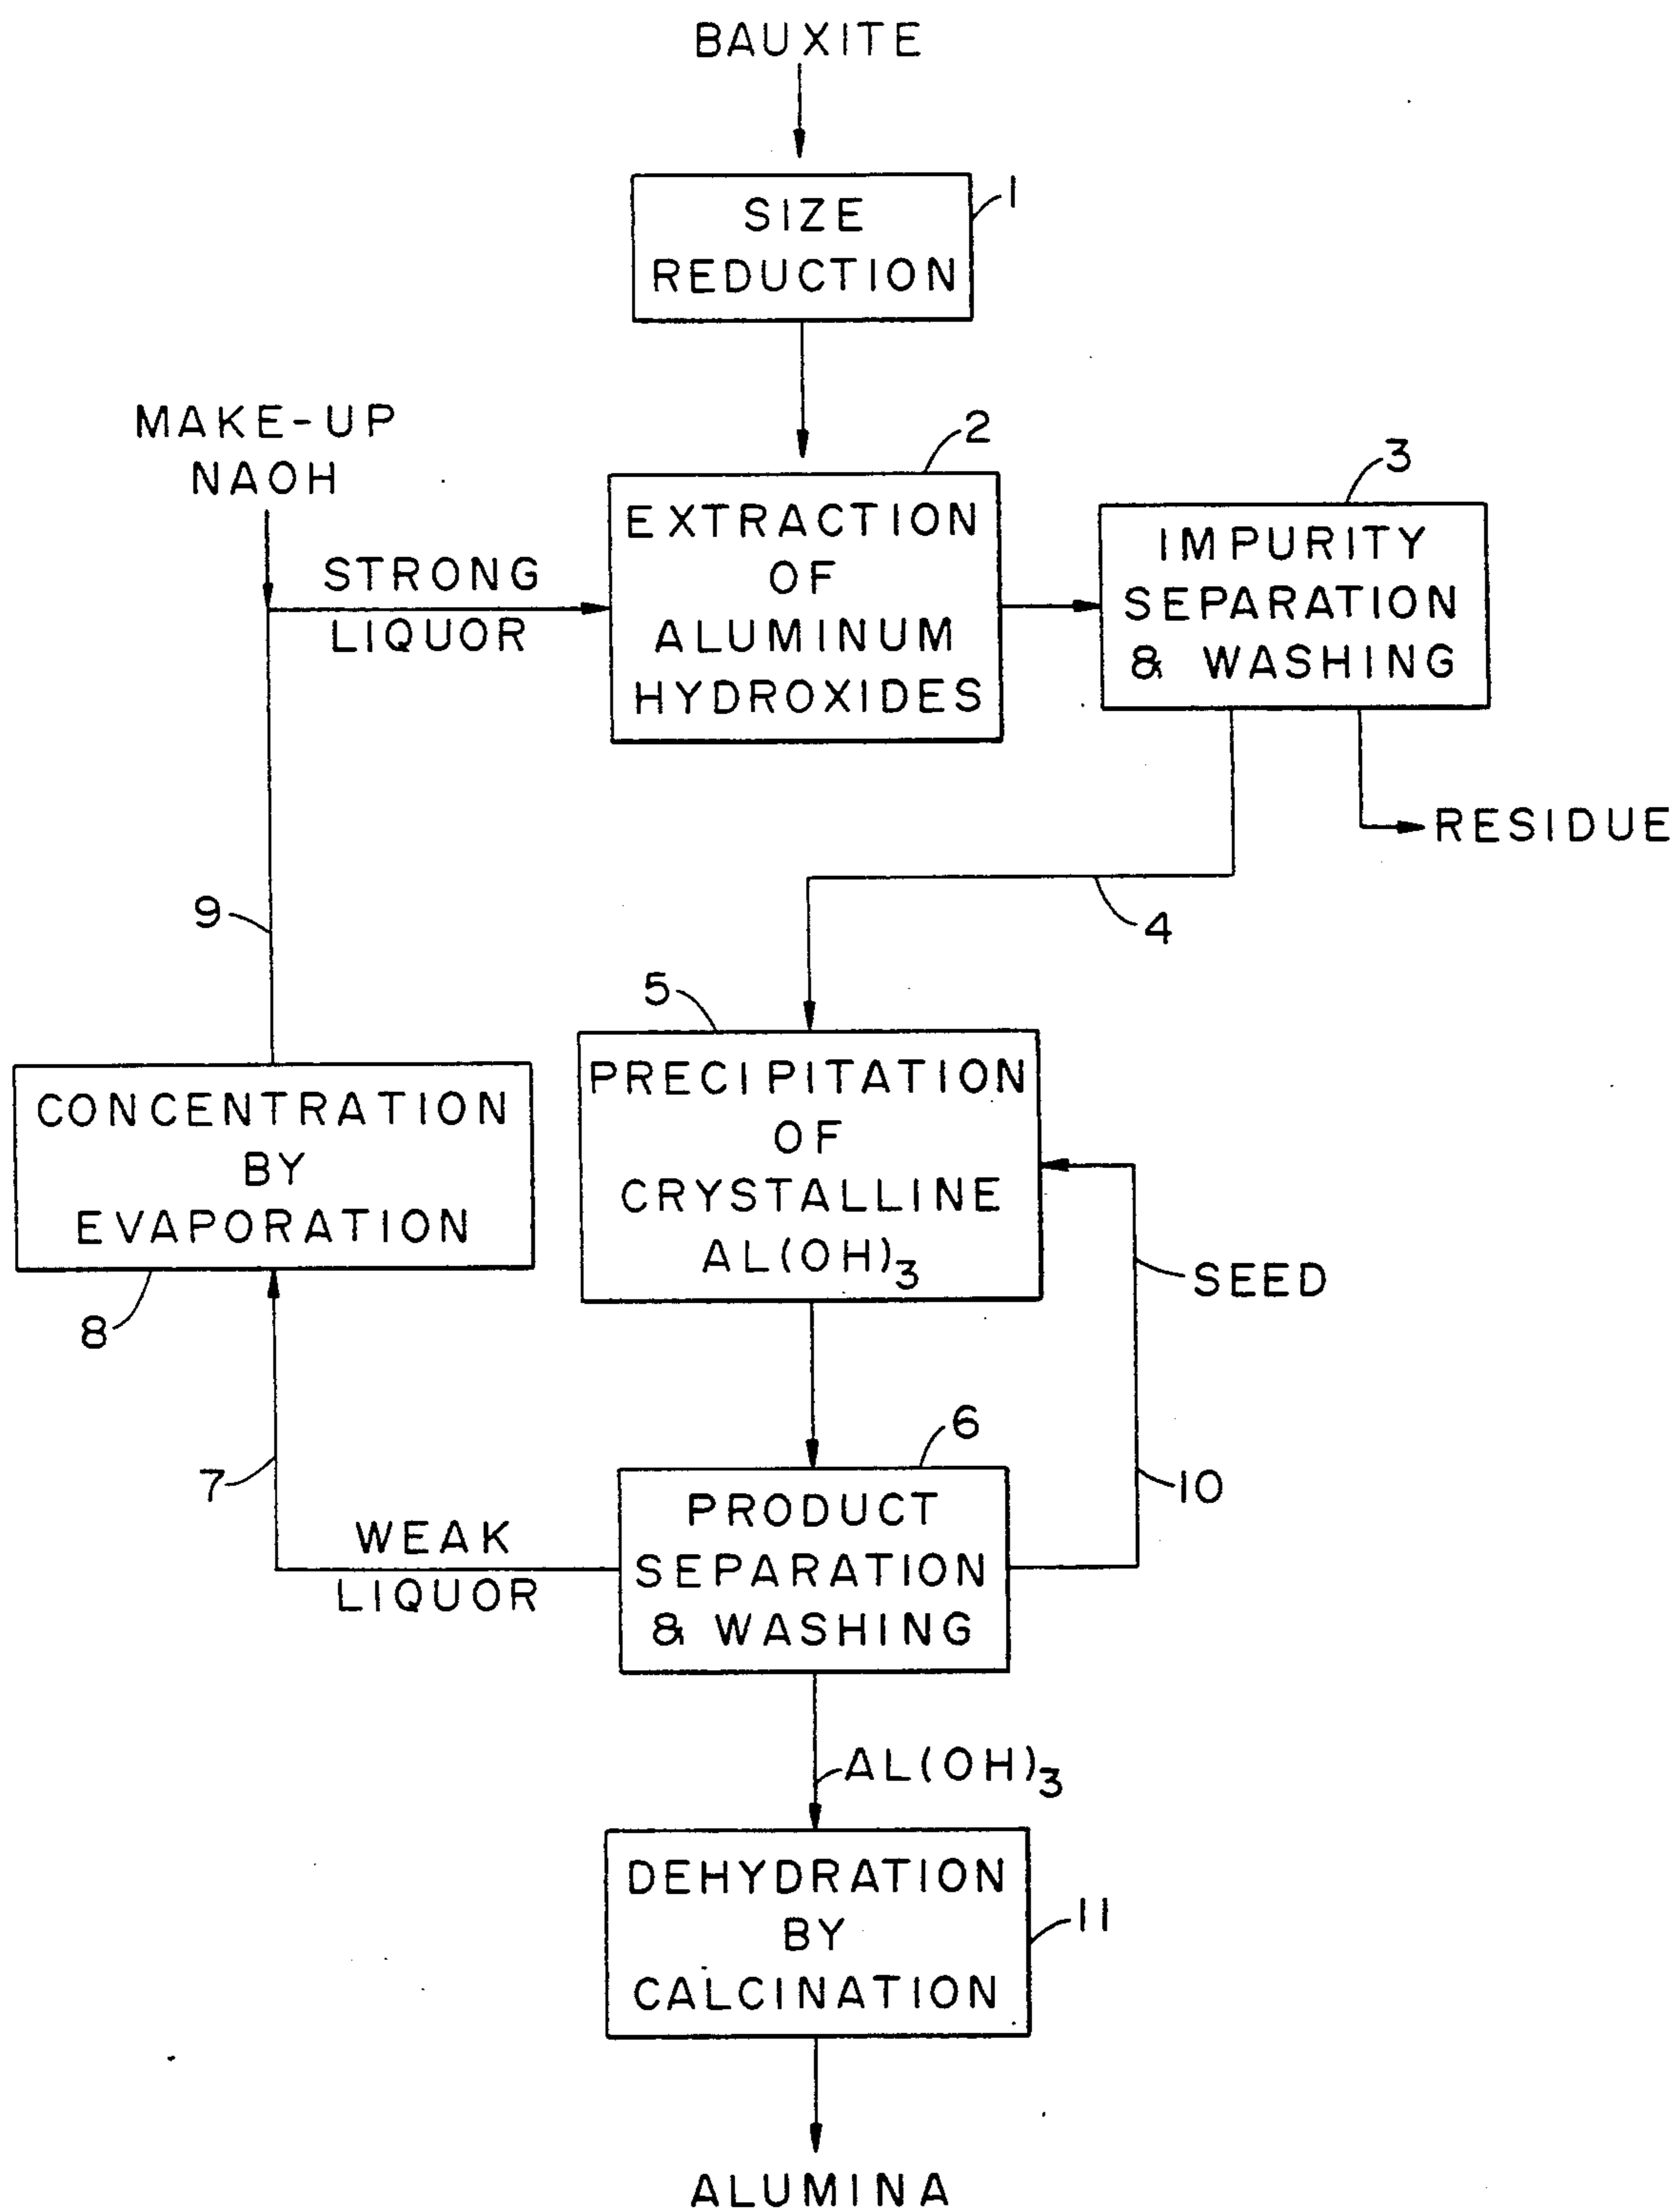 BAUXITE
1
SIZE
REDUCTION
MAKE-UP
NAOH
2
3
STRONG
LIQUOR
EXTRACTION
OF
ALUMINUM
HYDROXIDES
IMPURITY
SEPARATION
& WASHING
RESIDUE
4
9
5
CONCENTRATION
BY
EVAPORATION
8
PRECIPITATION
OF
CRYSTALLINE
AL(OH)₃
SEED
6
7
10
WEAK
LIQUOR
PRODUCT
SEPARATION
& WASHING
AL(OH)₃
DEHYDRATION
BY
CALCINATION
11
ALUMINA